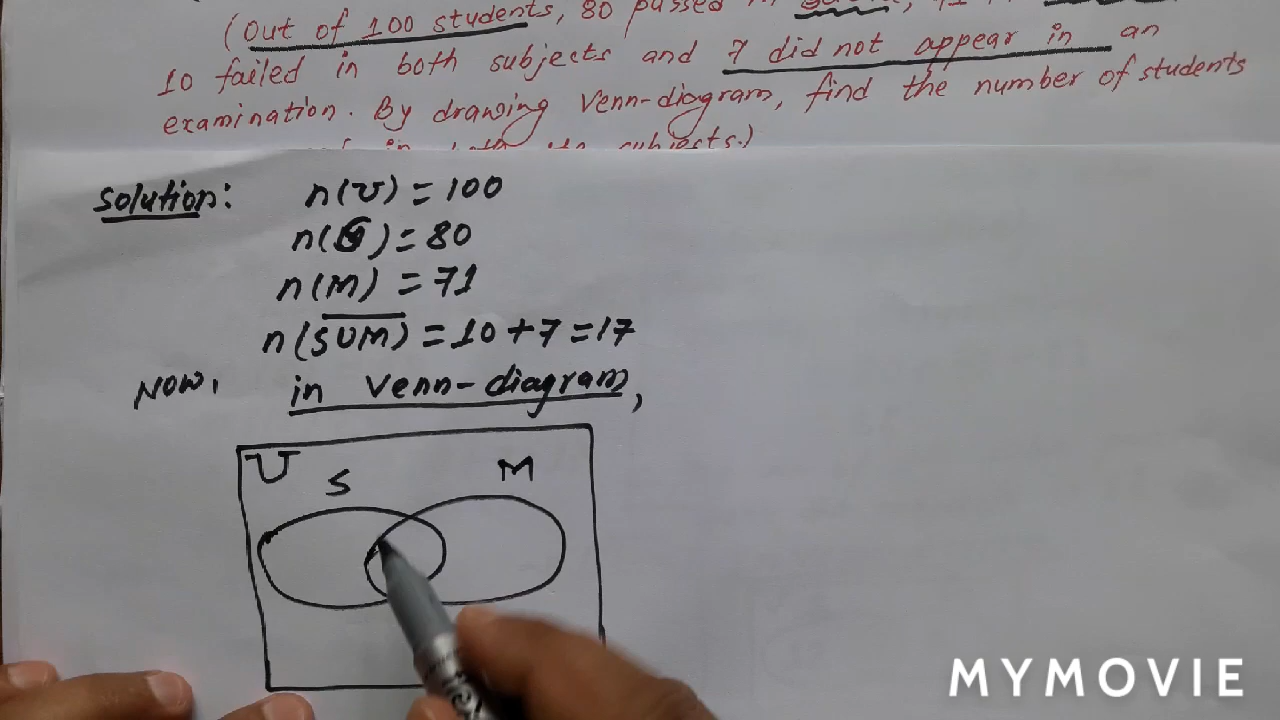 (Out of 100 students, 80 passed
10 failed in both subjects and 7 did not appear in an
examination. By drawing Venn-diagram, find the number of students
subjects.)
Solution: n(U) = 100
n(S) = 80
n(M) = 71
n(S̅U̅M̅) = 10+7 = 17
Now, in Venn-diagram,
U S M
MYMOVIE